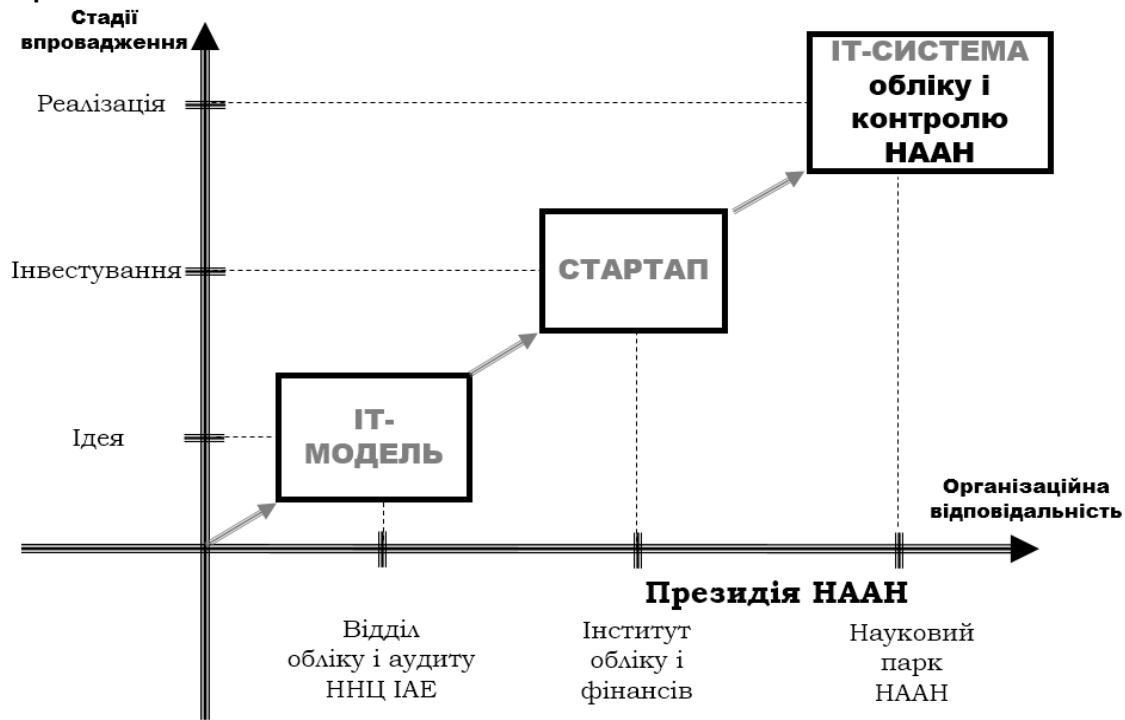 Стадії
впровадження
Реалізація
Інвестування
Ідея
ІТ-СИСТЕМА
обліку і
контролю
НААН
СТАРТАП
ІТ-
МОДЕЛЬ
Організаційна
відповідальність
Президія НААН
Відділ
обліку і аудиту
ННЦ ІАЕ
Інститут
обліку і
фінансів
Науковий
парк
НААН